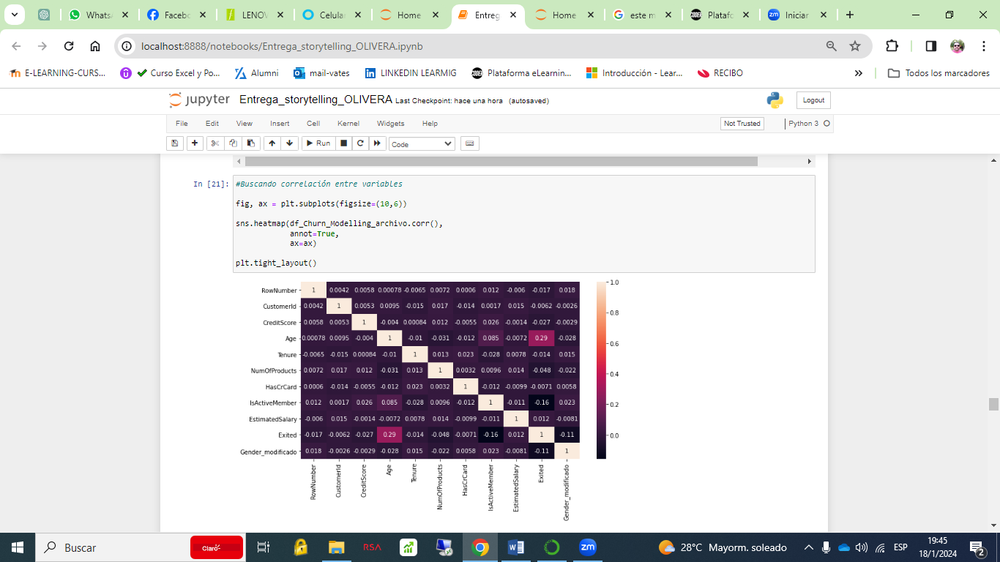 WhatsA
Facebo
LENOV
Celular
Home
Entreg
Home
este m
Platafo
Iniciar
localhost:8888/notebooks/Entrega_storytelling_OLIVERA.ipynb
E-LEARNING-CURS...
Curso Excel y Po...
Alumni
mail-vates
LINKEDIN LEARMIG
Plataforma eLearnin...
Introducción - Lear...
RECIBO
Todos los marcadores
jupyter Entrega_storytelling_OLIVERA Last Checkpoint: hace una hora (autosaved)
Logout
File Edit View Insert Cell Kernel Widgets Help
Not Trusted
Python 3
Run
Code
In [21]:
#Buscando correlación entre variables
fig, ax = plt.subplots(figsize=(10,6))
sns.heatmap(df_Churn_Modelling_archivo.corr(),
annot=True,
ax=ax)
plt.tight_layout()
RowNumber 1 0.0042 0.0058 0.00078 -0.0065 0.0072 0.0006 0.012 -0.006 -0.017 0.018
CustomerId 0.0042 1 0.0053 0.0095 -0.015 0.017 -0.014 0.0017 0.015 -0.0062 -0.0026
CreditScore 0.0058 0.0053 1 -0.004 0.00084 0.012 -0.0055 0.026 -0.0014 -0.027 -0.0029
Age 0.00078 0.0095 -0.004 1 -0.01 -0.031 -0.012 0.085 -0.0072 0.29 -0.028
Tenure -0.0065 -0.015 0.00084 -0.01 1 0.013 0.023 -0.028 0.0078 -0.014 0.015
NumOfProducts 0.0072 0.017 0.012 -0.031 0.013 1 0.0032 0.0096 0.014 -0.048 -0.022
HasCrCard 0.0006 -0.014 -0.0055 -0.012 0.023 0.0032 1 -0.012 -0.0099 -0.0071 0.0058
IsActiveMember 0.012 0.0017 0.026 0.085 -0.028 0.0096 -0.012 1 -0.011 -0.16 0.023
EstimatedSalary -0.006 0.015 -0.0014 -0.0072 0.0078 0.014 -0.0099 -0.011 1 0.012 -0.0081
Exited -0.017 -0.0062 -0.027 0.29 -0.014 -0.048 -0.0071 -0.16 0.012 1 -0.11
Gender_modificado 0.018 -0.0026 -0.0029 -0.028 0.015 -0.022 0.0058 0.023 -0.0081 -0.11 1
RowNumber CustomerId CreditScore Age Tenure NumOfProducts HasCrCard IsActiveMember EstimatedSalary Exited Gender_modificado
1.0
0.8
0.6
0.4
0.2
0.0
Buscar
Claro
RSA
zm
28°C Mayorm. soleado
ESP
19:45
18/1/2024
2